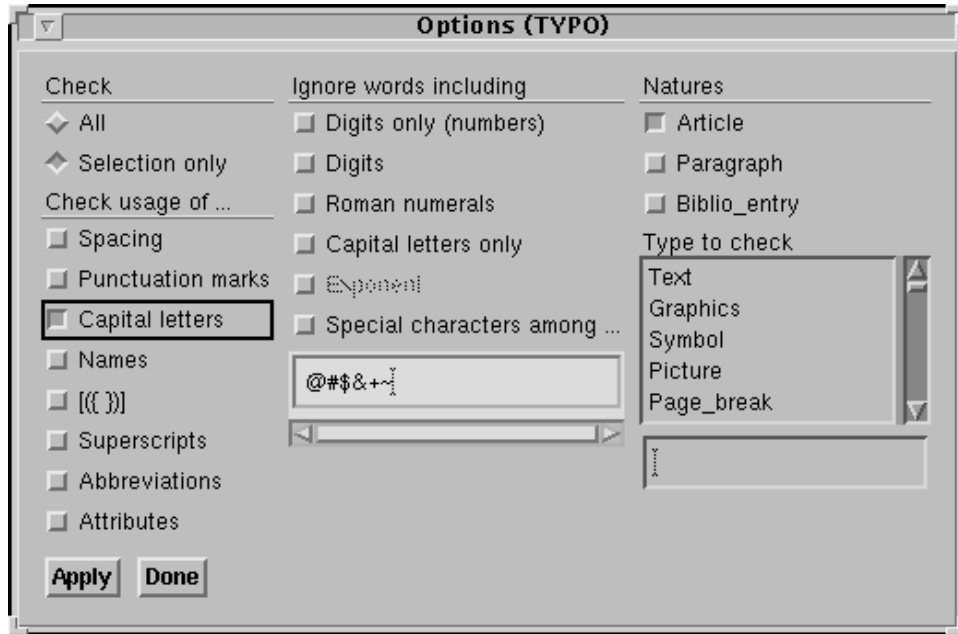 Options (TYPO)
Check
All
Selection only
Check usage of ...
Spacing
Punctuation marks
Capital letters
Names
[({ })]
Superscripts
Abbreviations
Attributes
Apply Done
Ignore words including
Digits only (numbers)
Digits
Roman numerals
Capital letters only
Exponent
Special characters among ...
@#$&+~
Natures
Article
Paragraph
Biblio_entry
Type to check
Text
Graphics
Symbol
Picture
Page_break